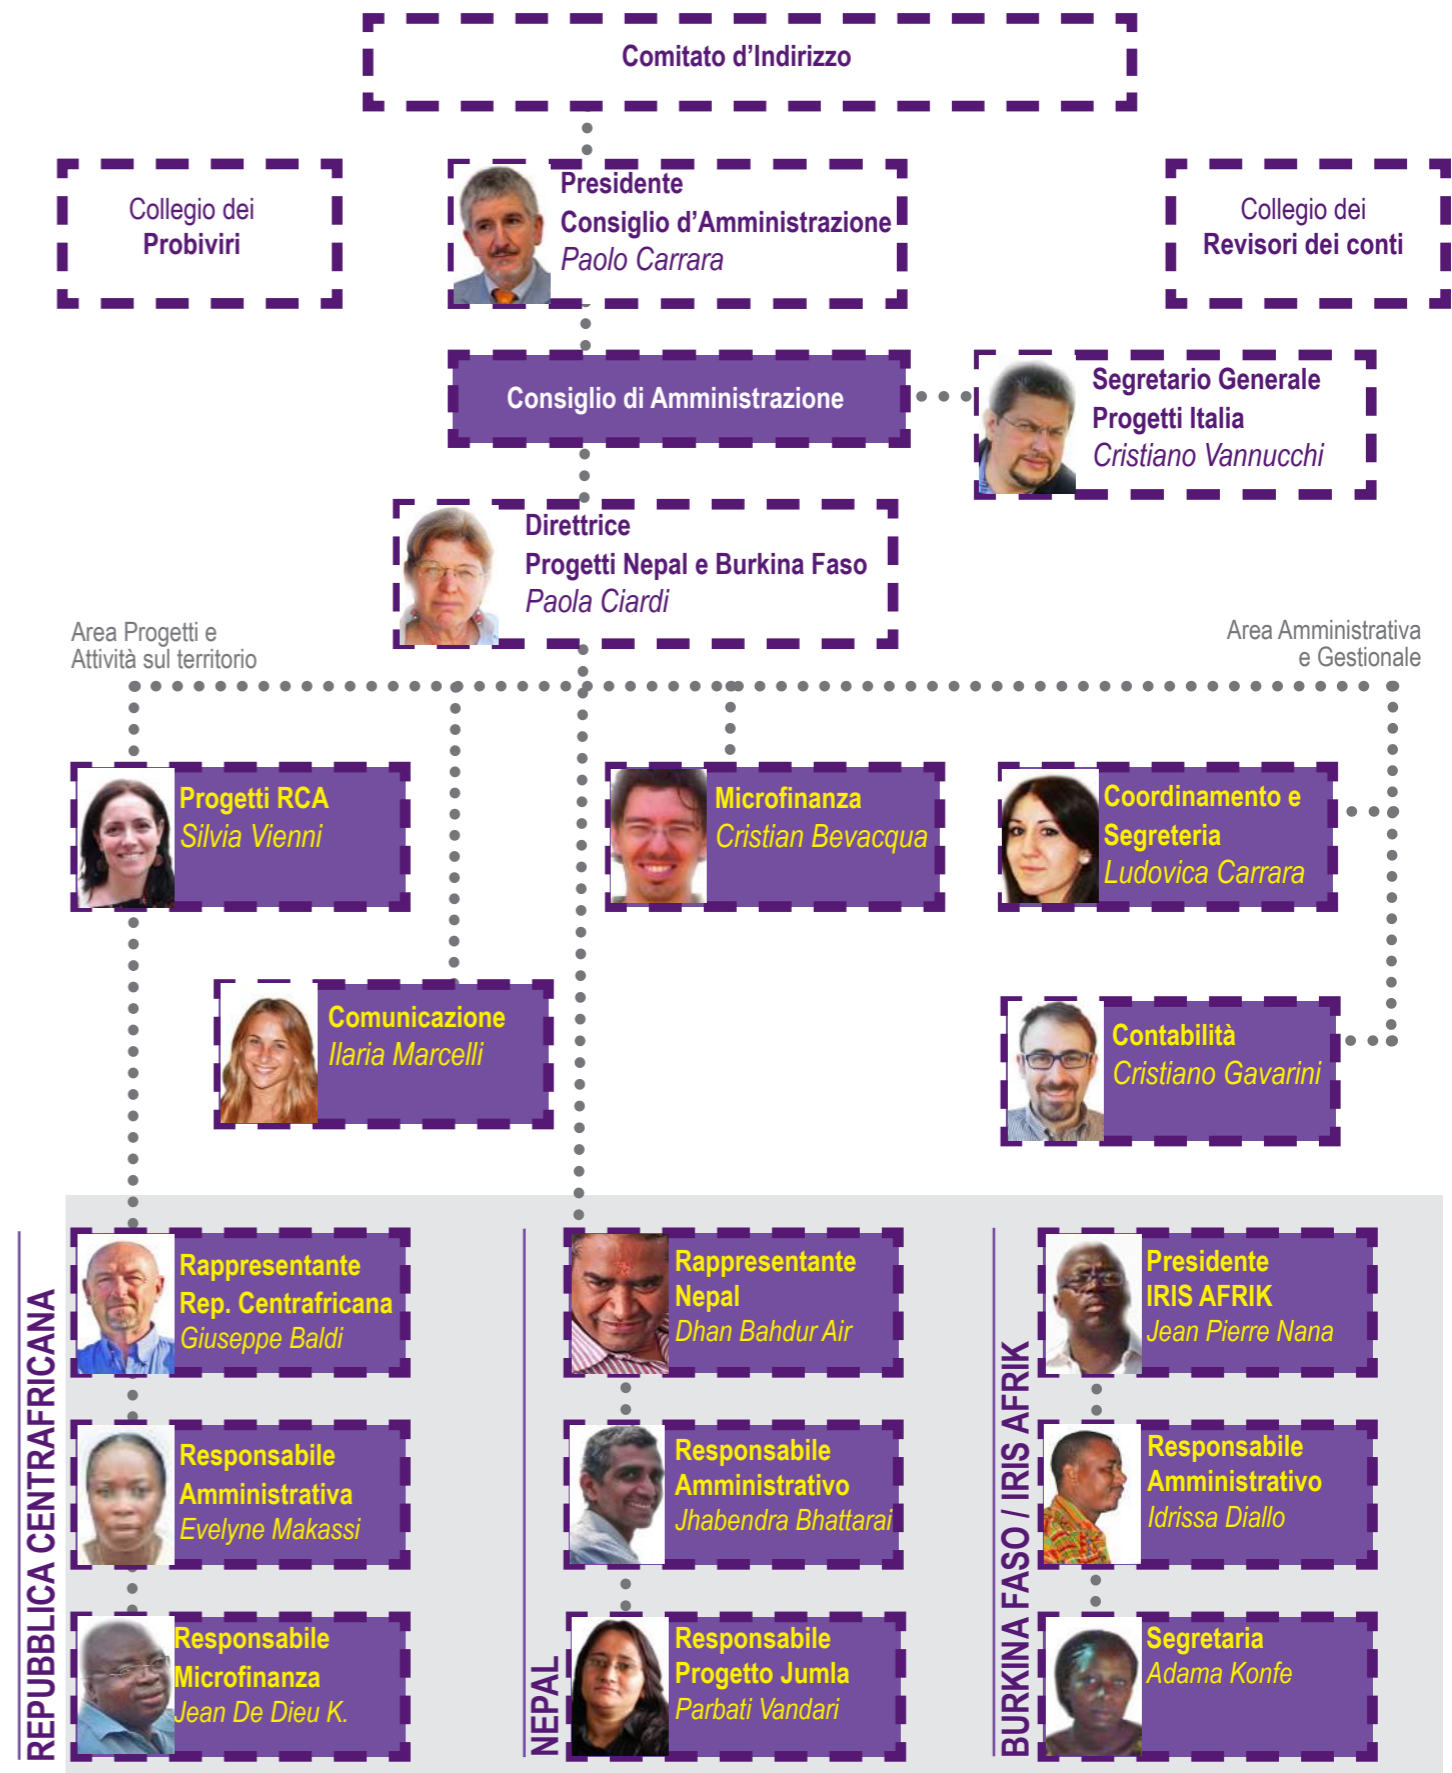 Comitato d’Indirizzo
Collegio dei
Probiviri
Presidente
Consiglio d’Amministrazione
Paolo Carrara
Collegio dei
Revisori dei conti
Consiglio di Amministrazione
Segretario Generale
Progetti Italia
Cristiano Vannucchi
Direttrice
Progetti Nepal e Burkina Faso
Paola Ciardi
Area Progetti e
Attività sul territorio
Area Amministrativa
e Gestionale
Progetti RCA
Silvia Vienni
Microfinanza
Cristian Bevacqua
Coordinamento e
Segreteria
Ludovica Carrara
Comunicazione
Ilaria Marcelli
Contabilità
Cristiano Gavarini
REPUBBLICA CENTRAFRICANA
Rappresentante
Rep. Centrafricana
Giuseppe Baldi
Responsabile
Amministrativa
Evelyne Makassi
Responsabile
Microfinanza
Jean De Dieu K.
NEPAL
Rappresentante
Nepal
Dhan Bahdur Air
Responsabile
Amministrativo
Jhabendra Bhattarai
Responsabile
Progetto Jumla
Parbati Vandari
BURKINA FASO / IRIS AFRIK
Presidente
IRIS AFRIK
Jean Pierre Nana
Responsabile
Amministrativo
Idrissa Diallo
Segretaria
Adama Konfe